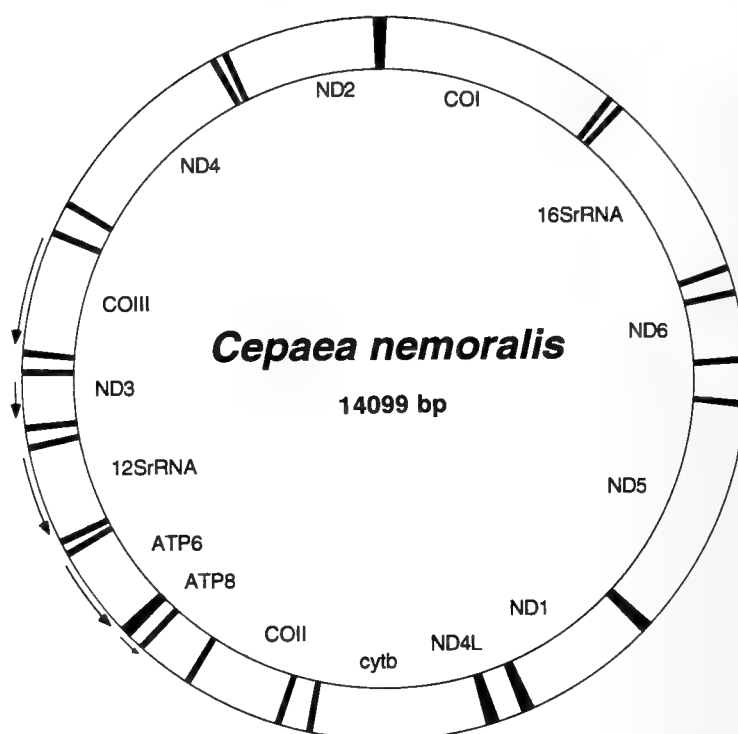 ND2
COI
ND4
16SrRNA
COIII
ND6
Cepaea nemoralis
ND3
14099 bp
12SrRNA
ND5
ATP6
ATP8
ND1
COII
ND4L
cytb